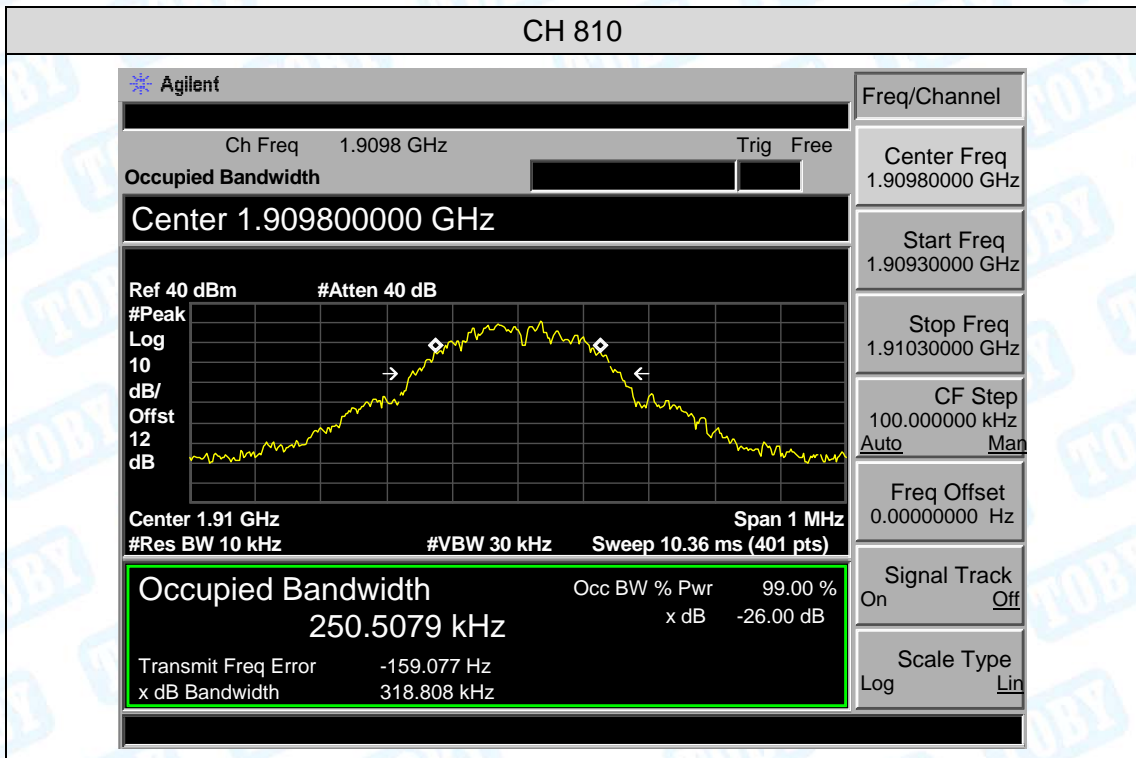 CH 810
Agilent
Freq/Channel
Ch Freq 1.9098 GHz Trig Free
Occupied Bandwidth
Center 1.909800000 GHz
Ref 40 dBm #Atten 40 dB
#Peak
Log
10
dB/
Offst
12
dB
Center 1.91 GHz Span 1 MHz
#Res BW 10 kHz #VBW 30 kHz Sweep 10.36 ms (401 pts)
Occupied Bandwidth Occ BW % Pwr 99.00 %
250.5079 kHz x dB -26.00 dB
Transmit Freq Error -159.077 Hz
x dB Bandwidth 318.808 kHz
Center Freq
1.90980000 GHz
Start Freq
1.90930000 GHz
Stop Freq
1.91030000 GHz
CF Step
100.000000 kHz
Auto Man
Freq Offset
0.00000000 Hz
Signal Track
On Off
Scale Type
Log Lin
TOBY